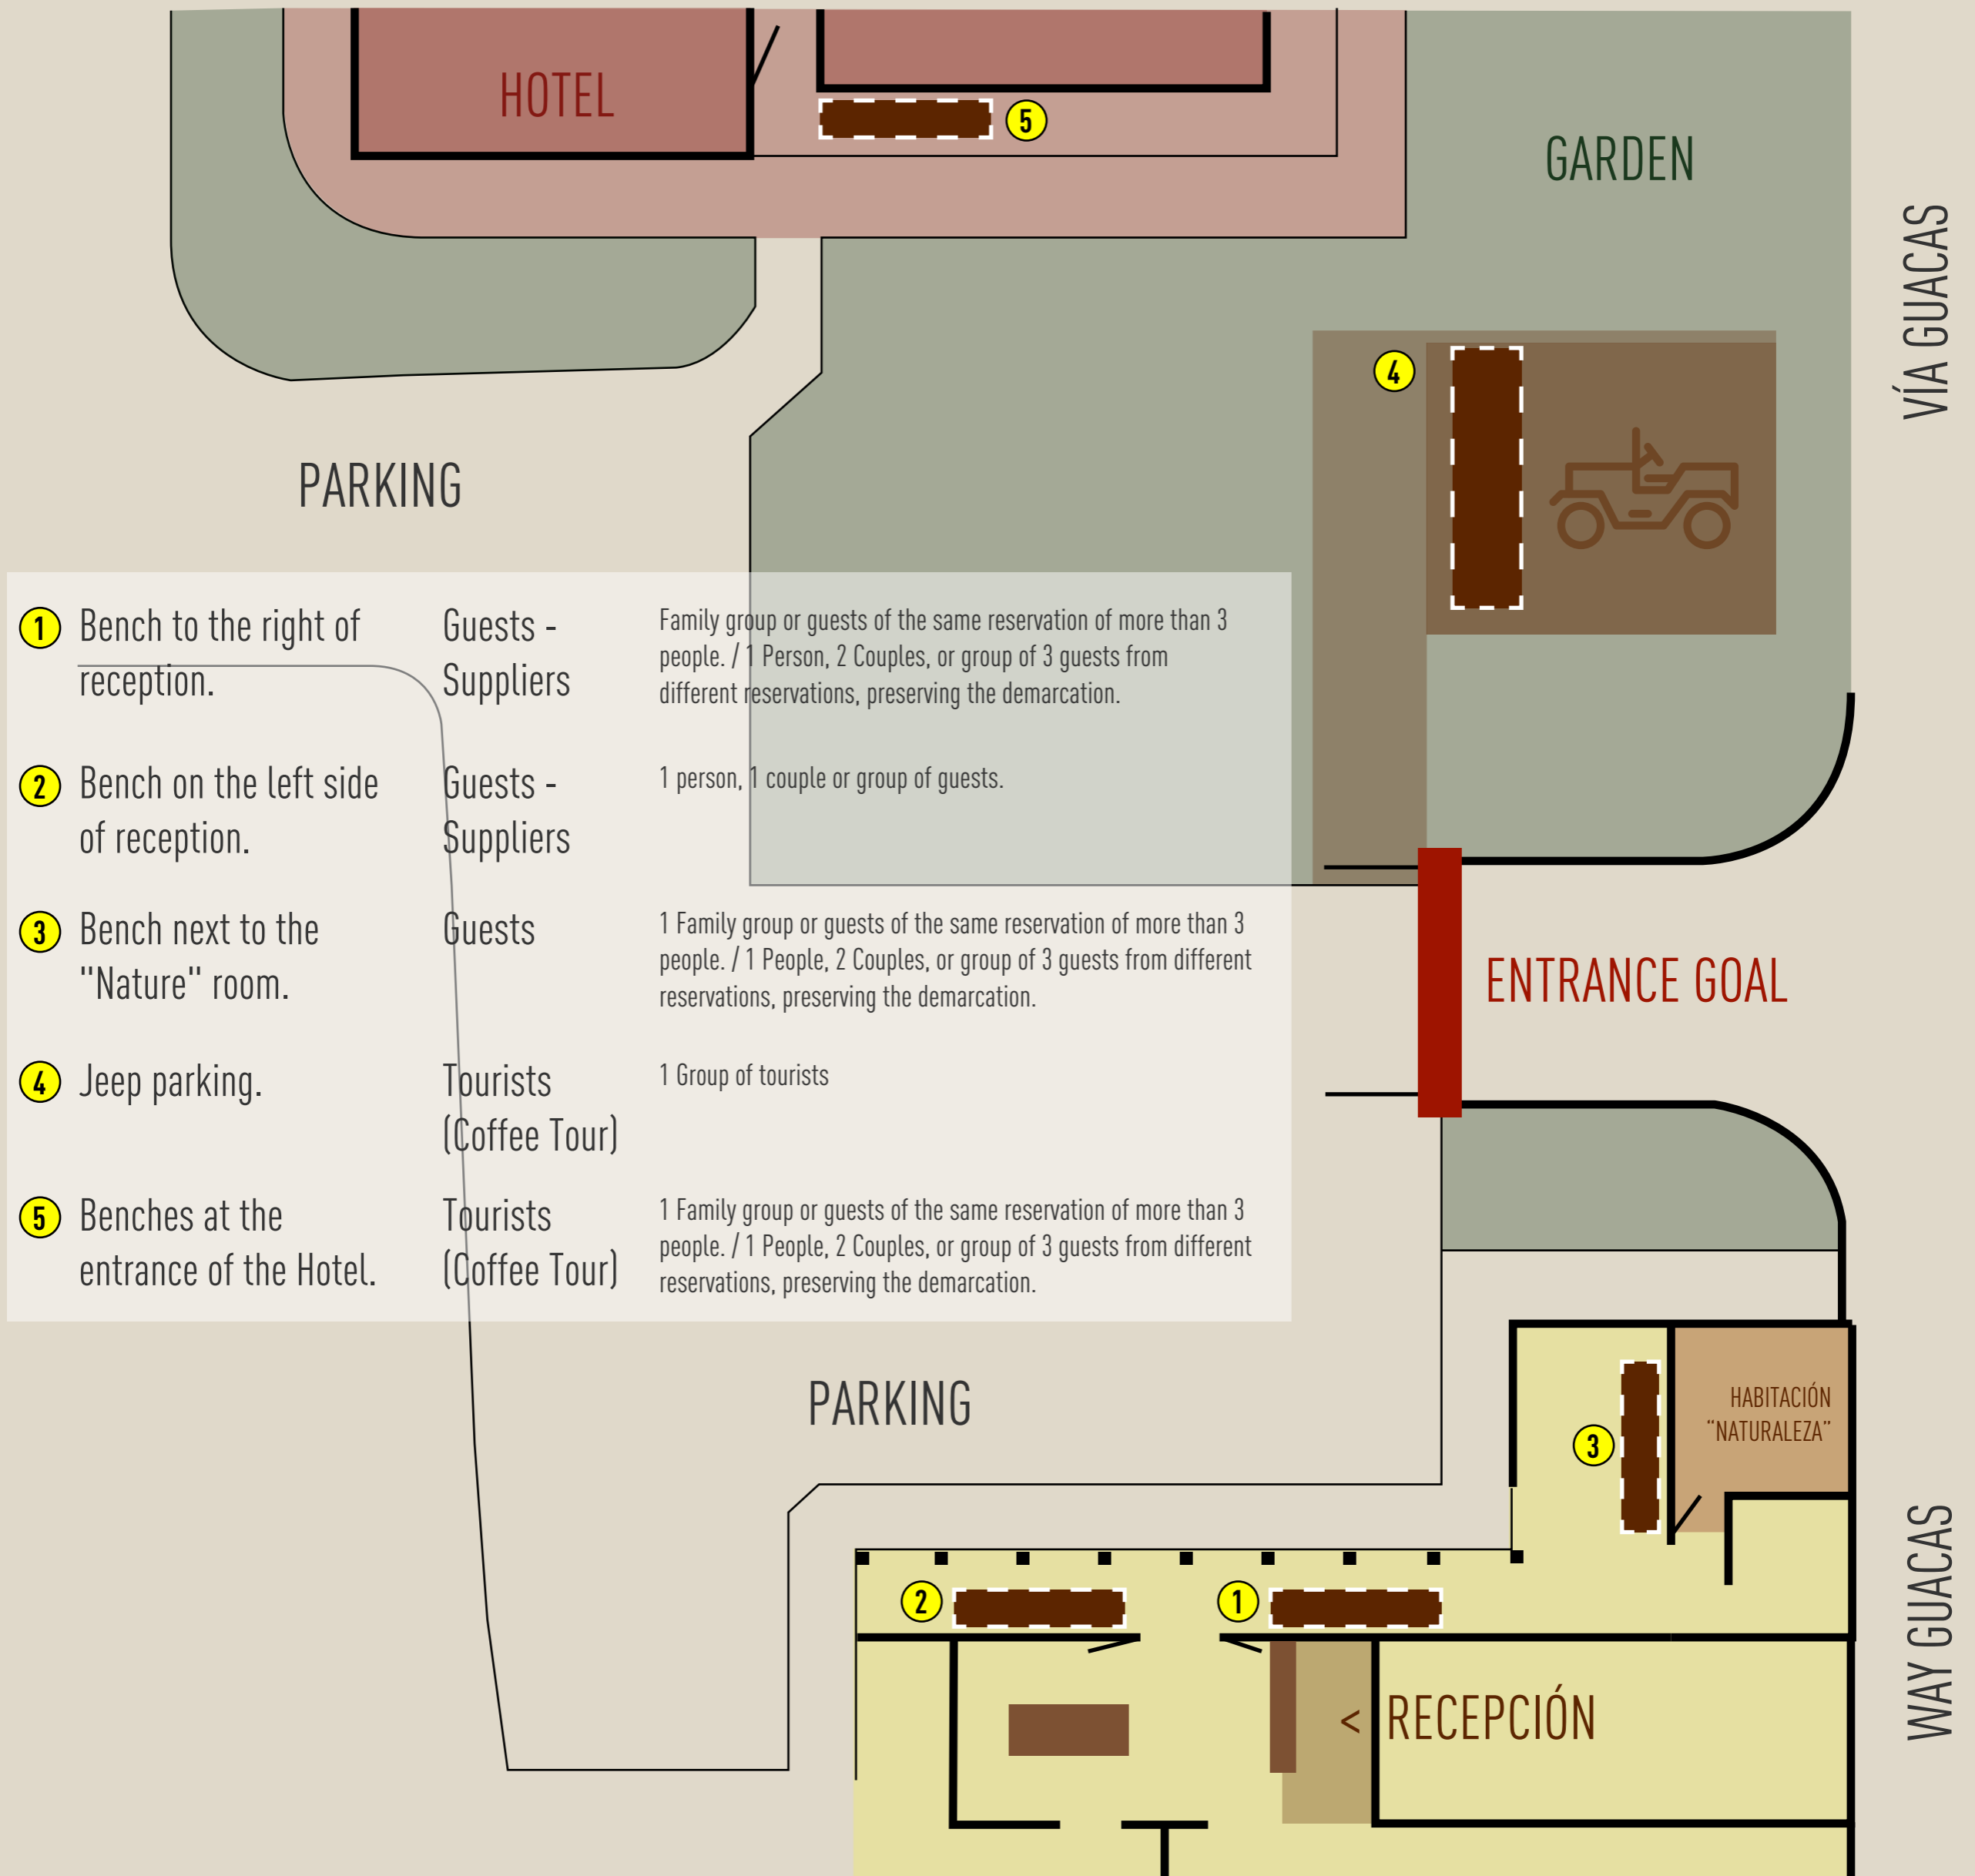 HOTEL
5
GARDEN
VÍA GUACAS
4
PARKING
1
Bench to the right of
reception.
Guests -
Suppliers
Family group or guests of the same reservation of more than 3
people. / 1 Person, 2 Couples, or group of 3 guests from
different reservations, preserving the demarcation.
2
Bench on the left side
of reception.
Guests -
Suppliers
1 person, 1 couple or group of guests.
3
Bench next to the
"Nature" room.
Guests
1 Family group or guests of the same reservation of more than 3
people. / 1 People, 2 Couples, or group of 3 guests from different
reservations, preserving the demarcation.
4
Jeep parking.
Tourists
(Coffee Tour)
1 Group of tourists
5
Benches at the
entrance of the Hotel.
Tourists
(Coffee Tour)
1 Family group or guests of the same reservation of more than 3
people. / 1 People, 2 Couples, or group of 3 guests from different
reservations, preserving the demarcation.
ENTRANCE GOAL
PARKING
HABITACIÓN
“NATURALEZA”
3
2
1
< RECEPCIÓN
WAY GUACAS